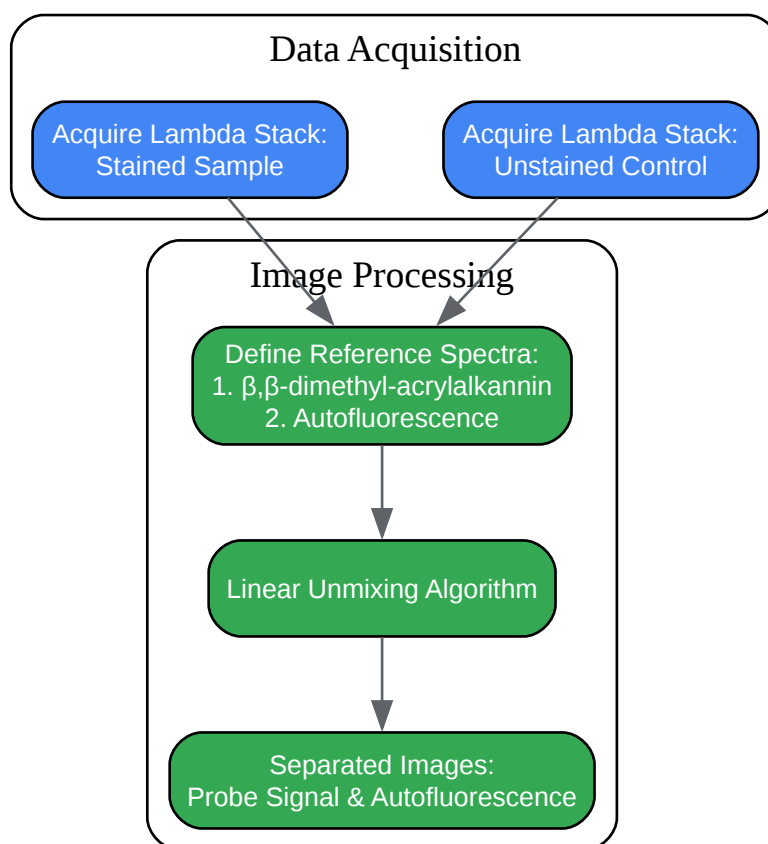 Data Acquisition
Acquire Lambda Stack:
Stained Sample
Acquire Lambda Stack:
Unstained Control
Image Processing
Define Reference Spectra:
1. β,β-dimethyl-acrylalkannin
2. Autofluorescence
Linear Unmixing Algorithm
Separated Images:
Probe Signal & Autofluorescence